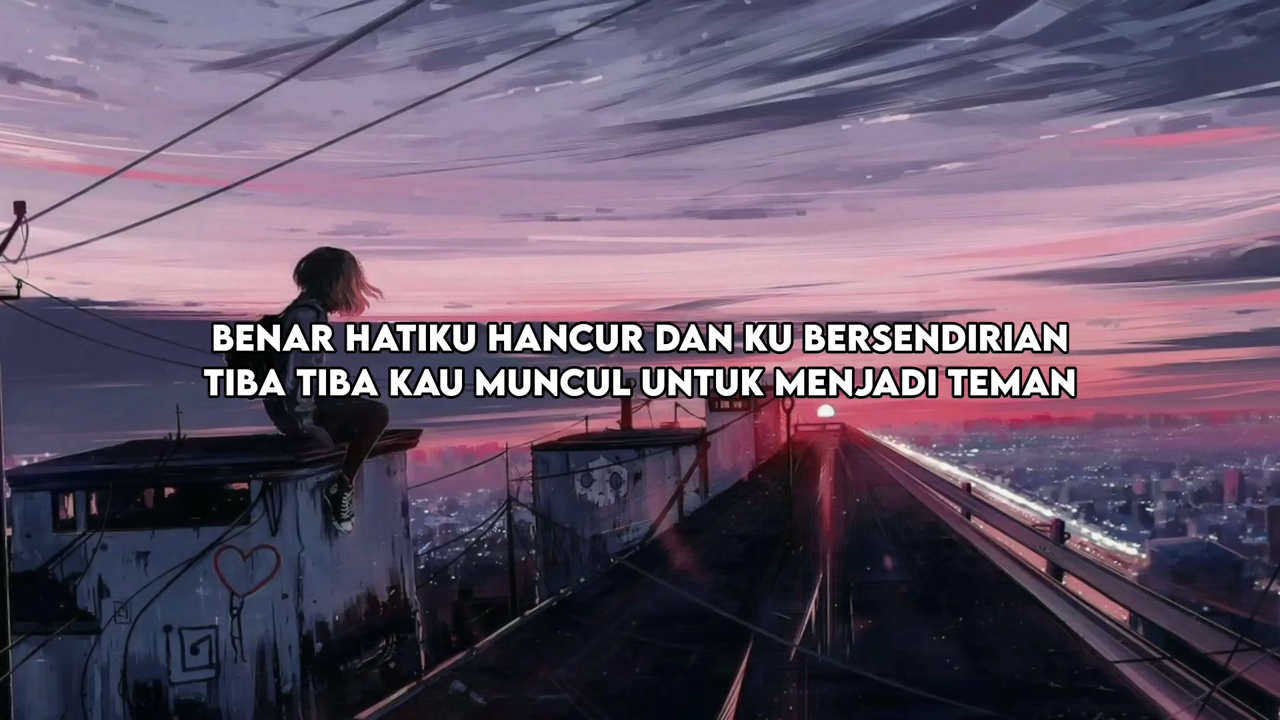 BENAR HATIKU HANCUR DAN KU BERSENDIRIAN
TIBA TIBA KAU MUNCUL UNTUK MENJADI TEMAN